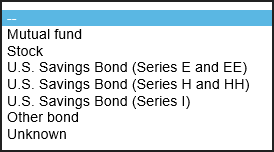 --
Mutual fund
Stock
U.S. Savings Bond (Series E and EE)
U.S. Savings Bond (Series H and HH)
U.S. Savings Bond (Series I)
Other bond
Unknown